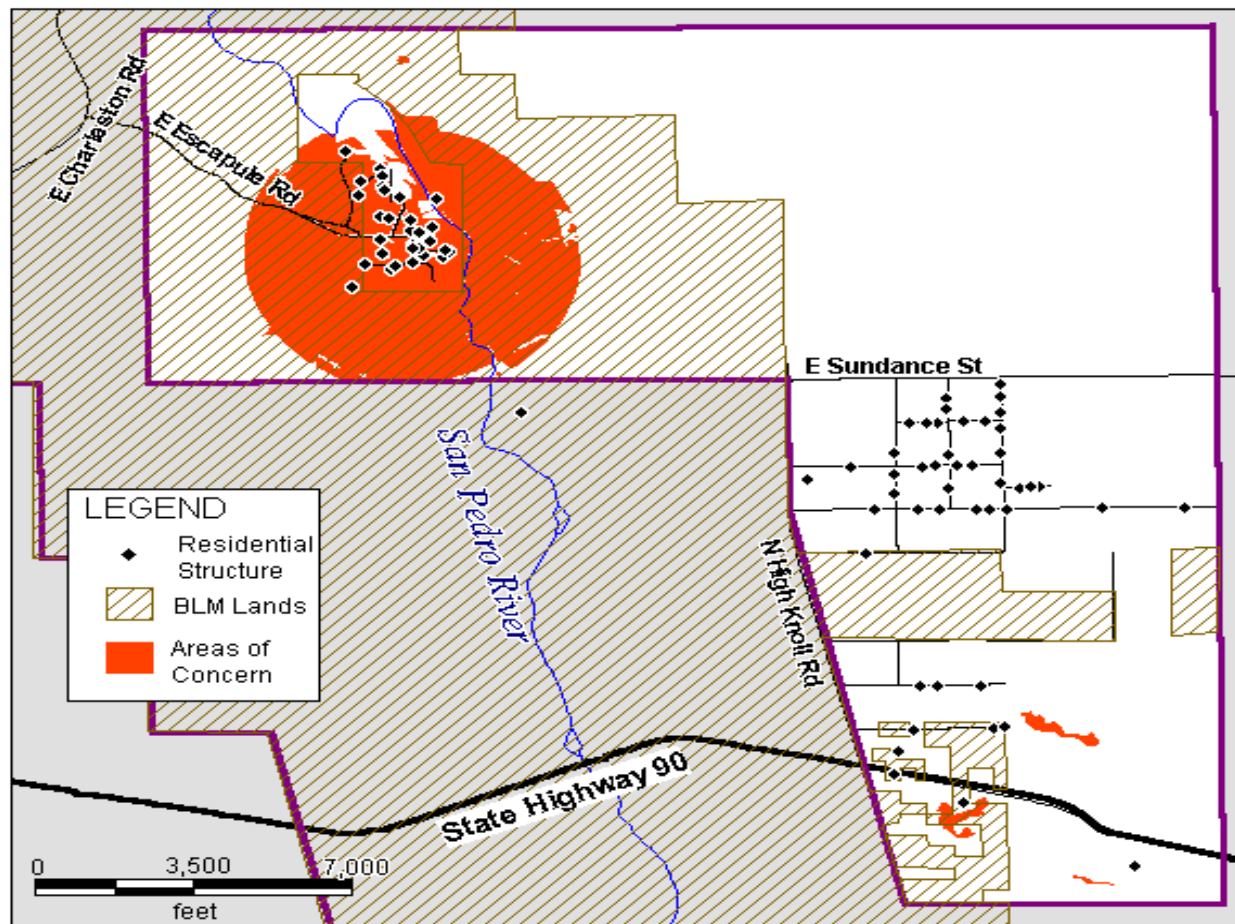 E Charleston Rd
E Escapule Rd
E Sundance St
San Pedro River
N High Knoll Rd
State Highway 90
LEGEND
Residential
Structure
BLM Lands
Areas of
Concern
0 3,500 7,000
feet